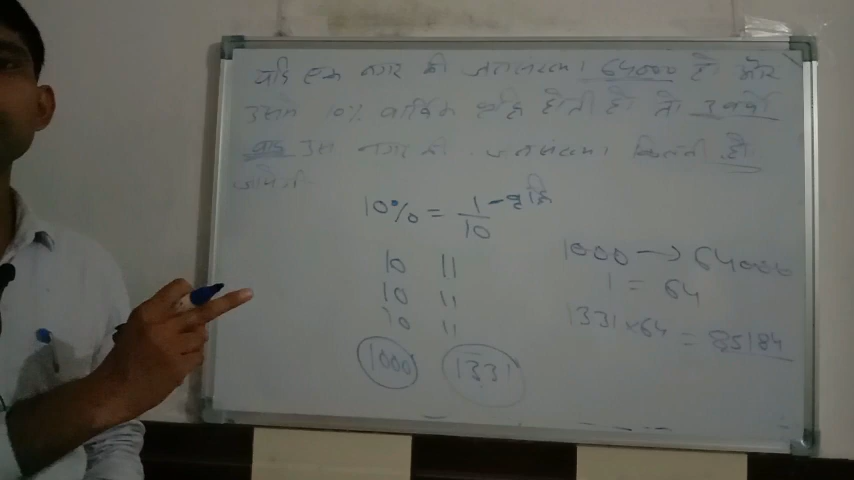 यदि एक नगर की जनसंख्या 64000 है। और
उसमे 10% वार्षिक वृद्धि होती है। तो 3 वर्षो
बाद उस नगर की जनसंख्या कितनी हो
जायेगी
10% = 1/10 - वृद्धि
10 11
10 11
10 11
1000 1331
1000 → 64000
1 = 64
1331 × 64 = 85184